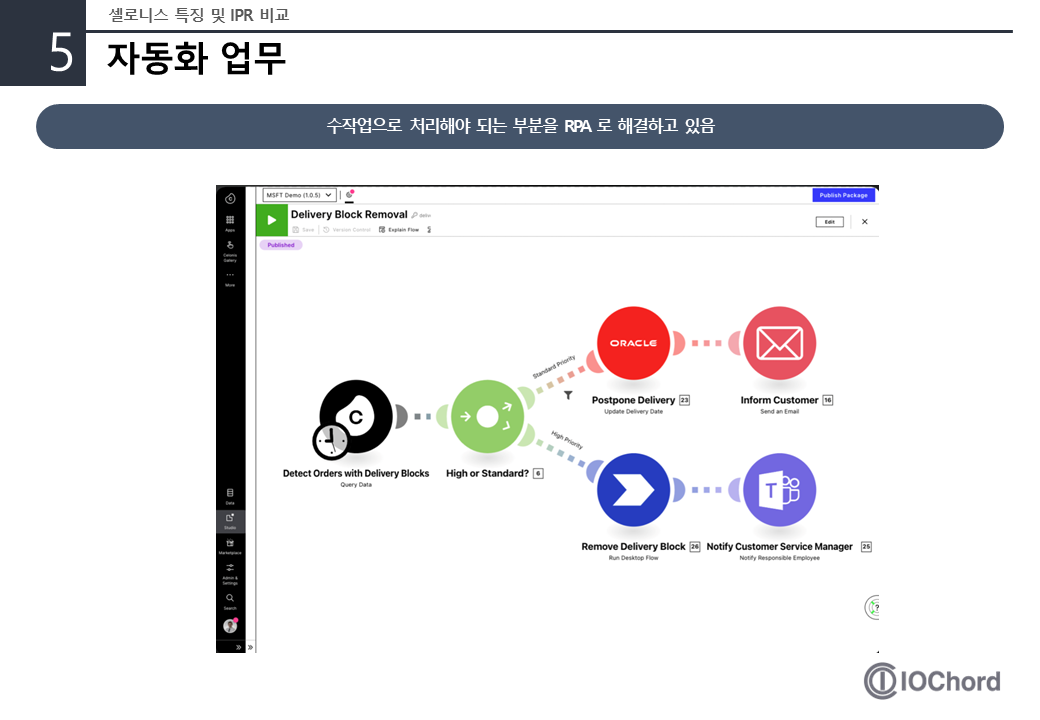 셀로니스 특징 및 IPR 비교
5
자동화 업무
수작업으로 처리해야 되는 부분을 RPA 로 해결하고 있음
MSFT Demo (1.0.5)
Publish Package
Delivery Block Removal
Save
Version Control
Explain Flow
Edit
Published
Apps
Celonis
Gallery
More
Standard Priority
ORACLE
Postpone Delivery 23
Update Delivery Date
Inform Customer 16
Send an Email
C
Detect Orders with Delivery Blocks
Query Data
High or Standard? 6
High Priority
T
Remove Delivery Block 26
Run Desktop Flow
Notify Customer Service Manager 25
Notify Responsible Employee
Data
Studio
Marketplace
Admin &
Settings
Search
?
IOChord